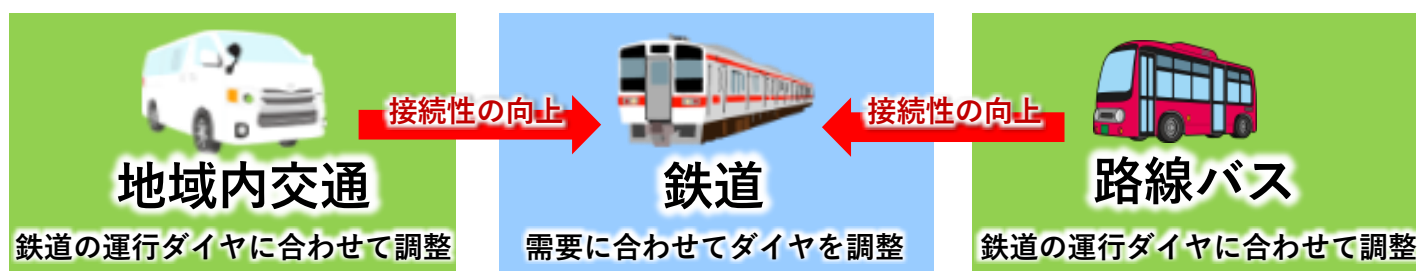 接続性の向上
接続性の向上
地域内交通
鉄道
路線バス
鉄道の運行ダイヤに合わせて調整
需要に合わせてダイヤを調整
鉄道の運行ダイヤに合わせて調整